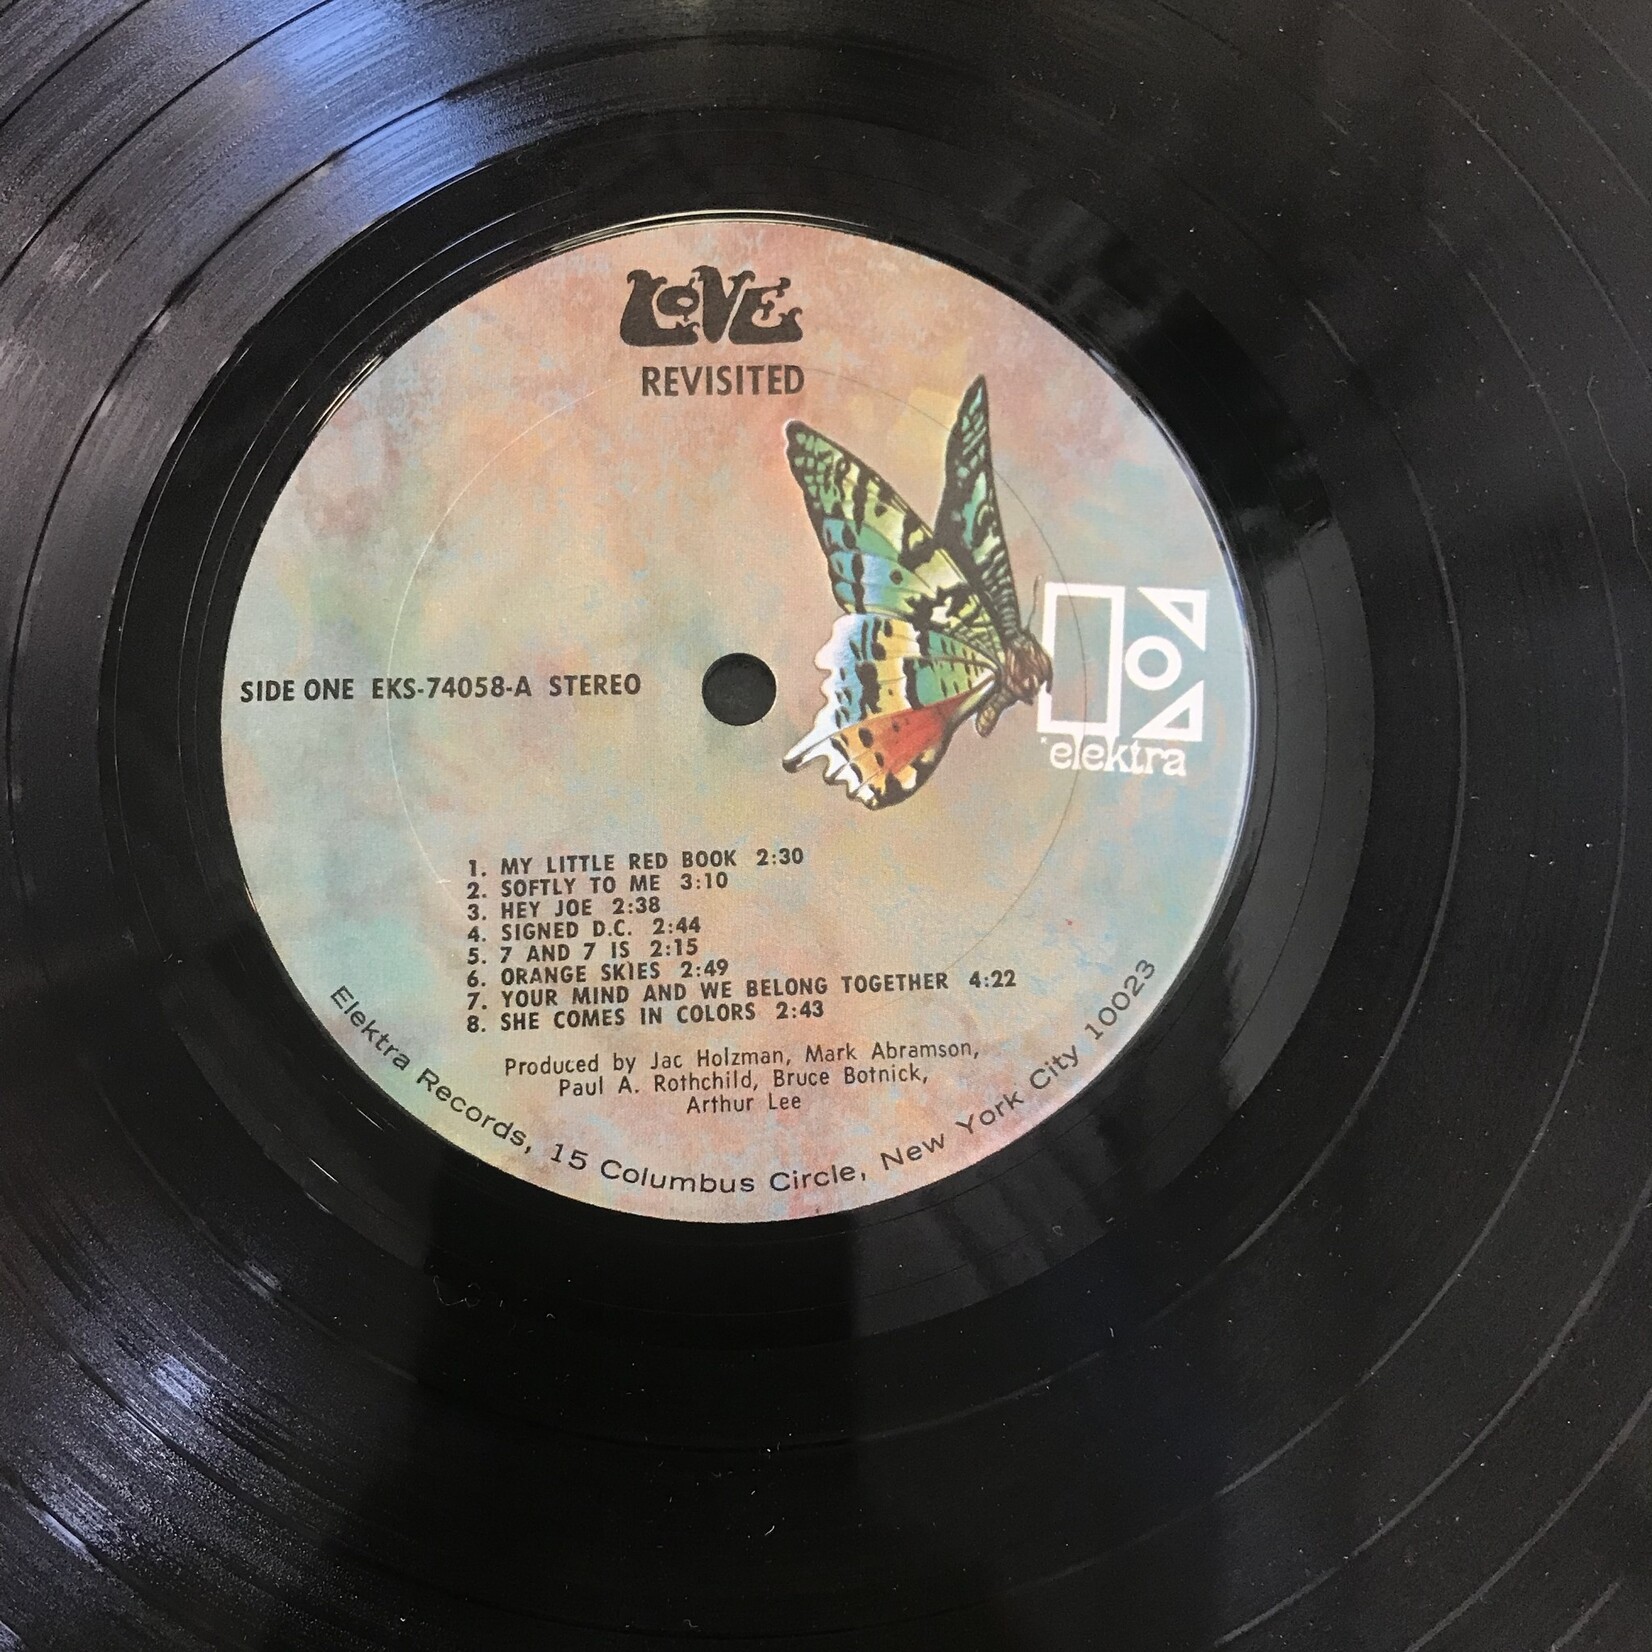 LOVE
REVISITED
SIDE ONE EKS-74058-A STEREO
elektra
1. MY LITTLE RED BOOK 2:30
2. SOFTLY TO ME 3:10
3. HEY JOE 2:38
4. SIGNED D.C. 2:44
5. 7 AND 7 IS 2:15
6. ORANGE SKIES 2:49
7. YOUR MIND AND WE BELONG TOGETHER 4:22
8. SHE COMES IN COLORS 2:43
Produced by Jac Holzman, Mark Abramson,
Paul A. Rothchild, Bruce Botnick,
Arthur Lee
Elektra Records, 15 Columbus Circle, New York City 10023